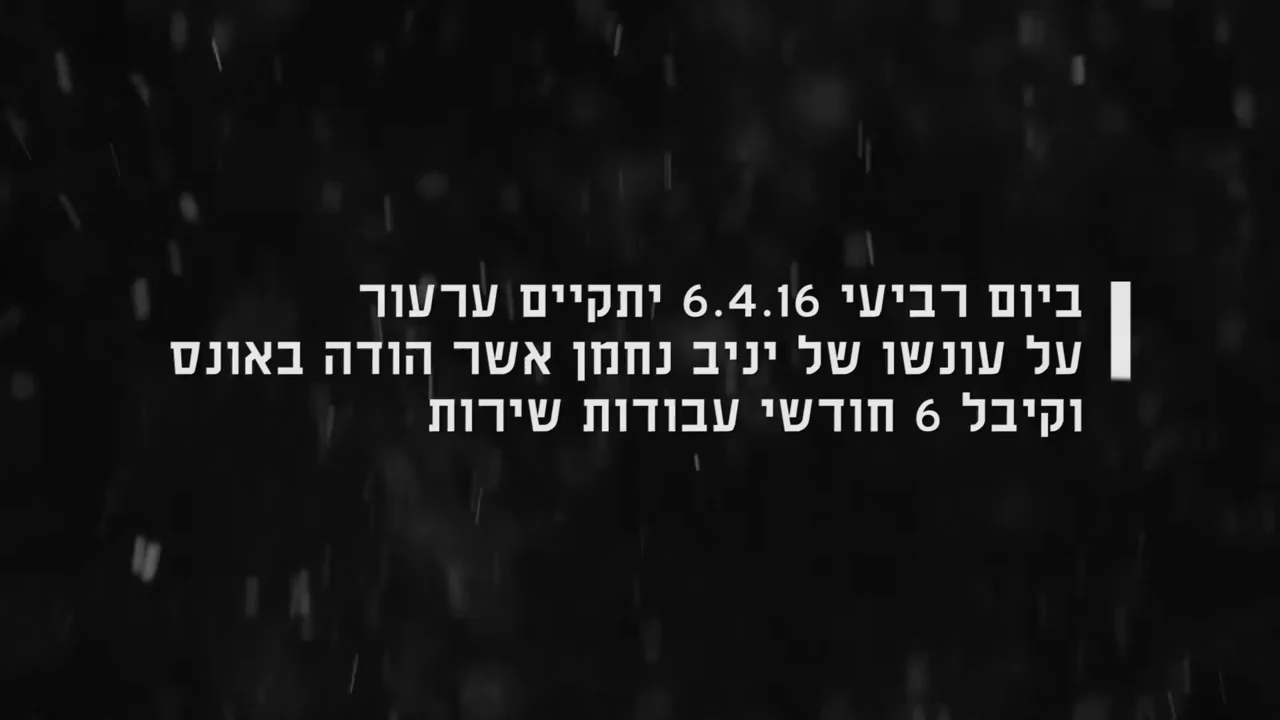 ביום רביעי 6.4.16 יתקיים ערעור
על עונשו של יניב נחמן אשר הודה באונס
וקיבל 6 חודשי עבודות שירות